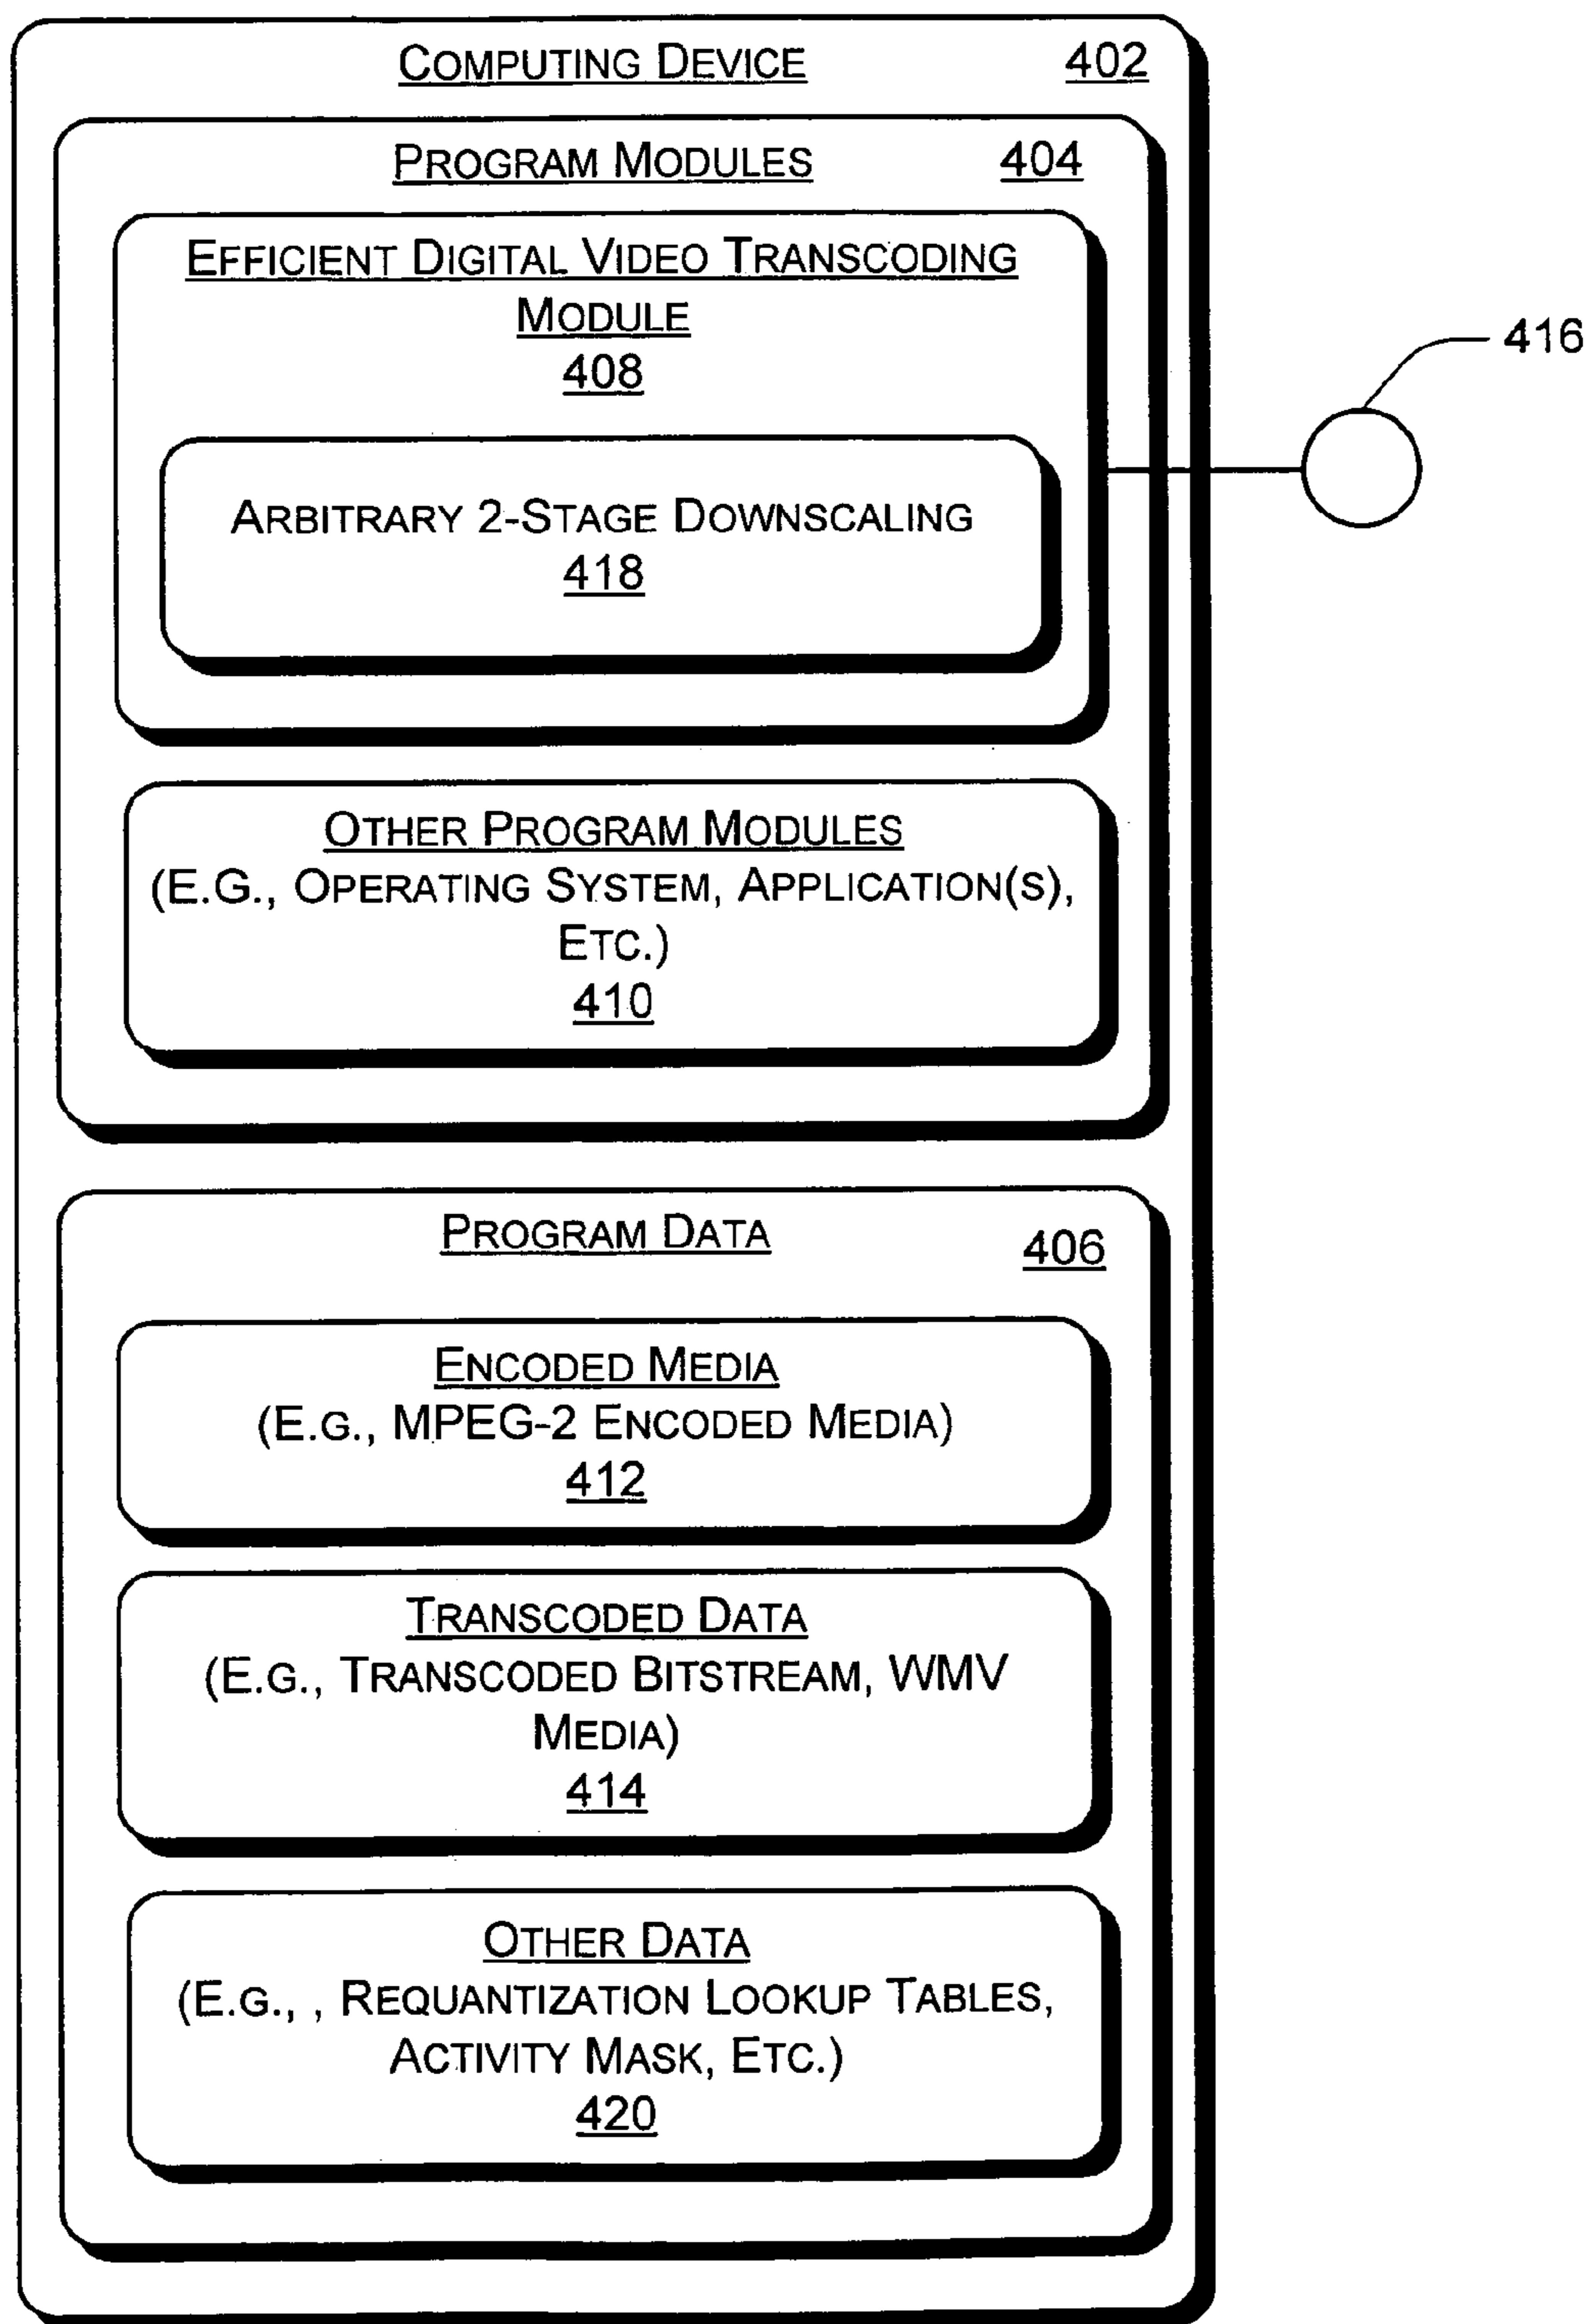 COMPUTING DEVICE 402
PROGRAM MODULES 404
EFFICIENT DIGITAL VIDEO TRANSCODING
MODULE
408
416
ARBITRARY 2-STAGE DOWNSCALING
418
OTHER PROGRAM MODULES
(E.G., OPERATING SYSTEM, APPLICATION(S),
ETC.)
410
PROGRAM DATA 406
ENCODED MEDIA
(E.G., MPEG-2 ENCODED MEDIA)
412
TRANSCODED DATA
(E.G., TRANSCODED BITSTREAM, WMV
MEDIA)
414
OTHER DATA
(E.G., , REQUANTIZATION LOOKUP TABLES,
ACTIVITY MASK, ETC.)
420